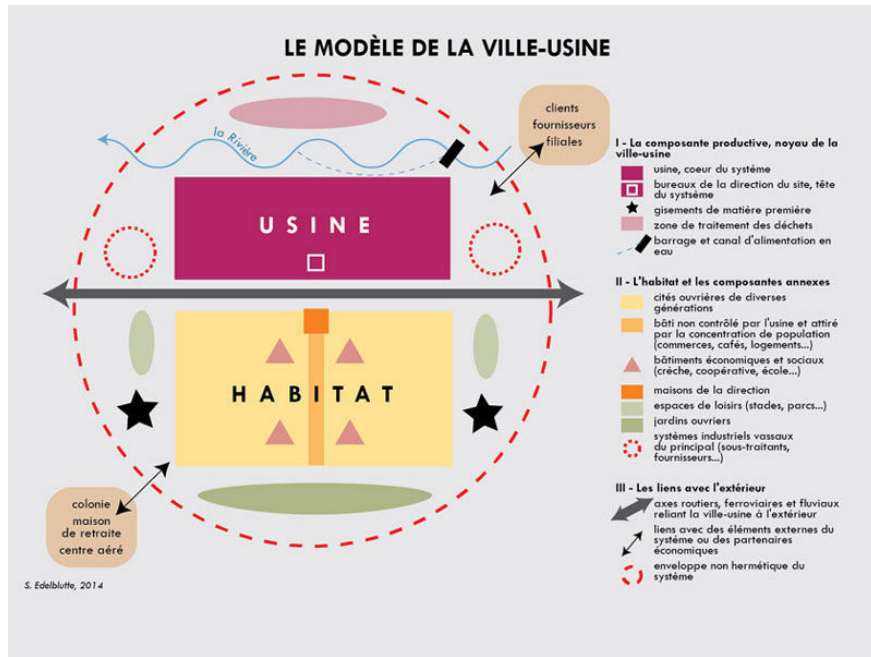 LE MODÈLE DE LA VILLE-USINE
la Rivière
clients
fournisseurs
filiales
USINE
HABITAT
colonie
maison
de retraite
centre aéré
S. Edelblutte, 2014
I - La composante productive, noyau de la
ville-usine
usine, coeur du système
bureaux de la direction du site, tête
du systsème
gisements de matière première
zone de traitement des déchets
barrage et canal d'alimentation en
eau
II - L'habitat et les composantes annexes
cités ouvrières de diverses
générations
bâti non contrôlé par l'usine et attiré
par la concentration de population
(commerces, cafés, logements...)
bâtiments économiques et sociaux
(crèche, coopérative, école...)
maisons de la direction
espaces de loisirs (stades, parcs...)
jardins ouvriers
systèmes industriels vassaux
du principal (sous-traitants,
fournisseurs...)
III - Les liens avec l'extérieur
axes routiers, ferroviaires et fluviaux
reliant la ville-usine à l'extérieur
liens avec des éléments externes du
système ou des partenaires
économiques
enveloppe non hermétique du
système